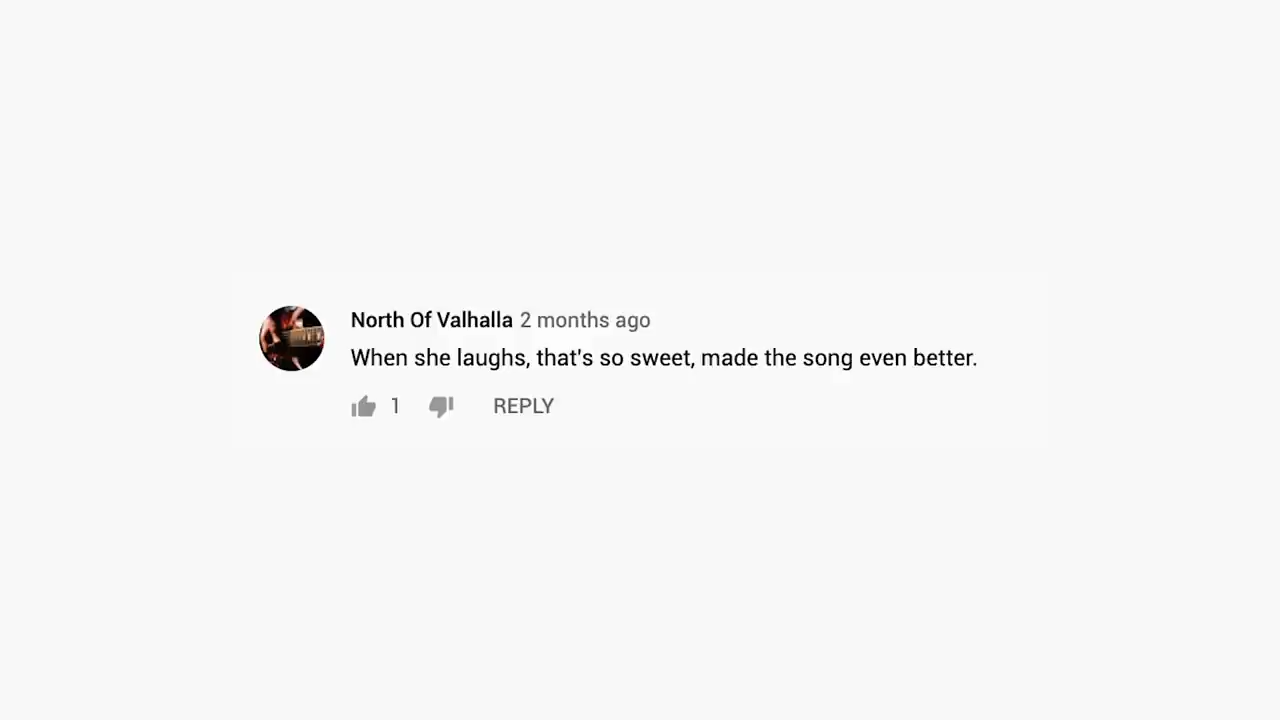 North Of Valhalla 2 months ago
When she laughs, that's so sweet, made the song even better.
1 REPLY